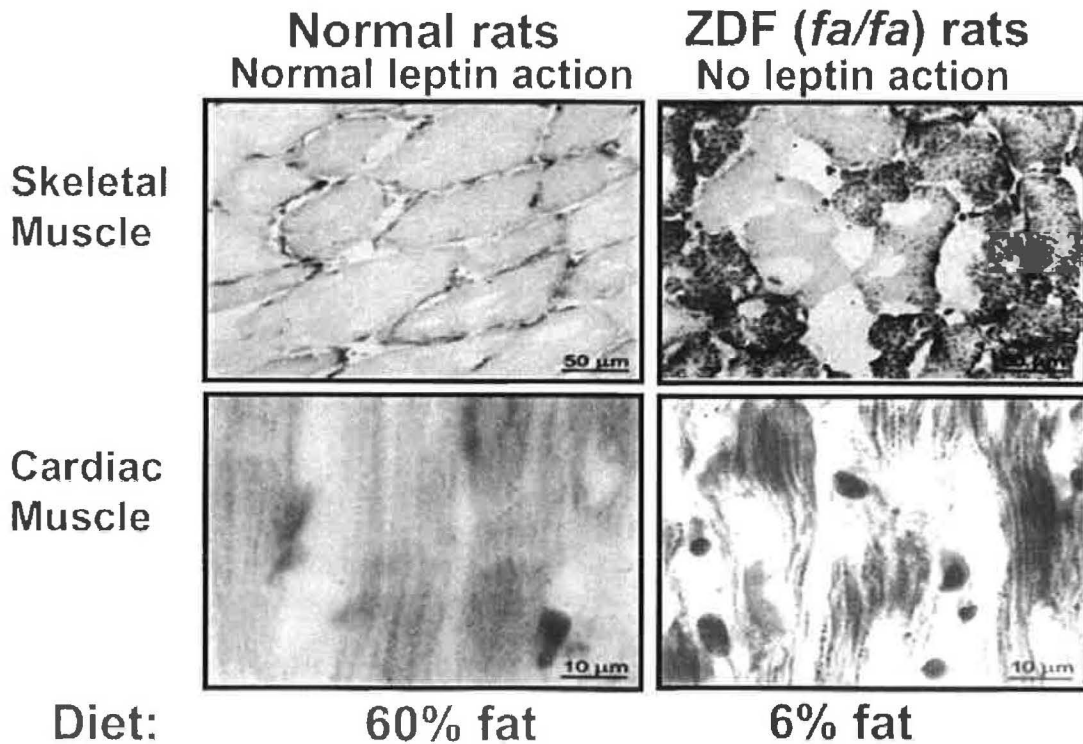 Normal rats
Normal leptin action
ZDF (fa/fa) rats
No leptin action
Skeletal
Muscle
50 µm
Cardiac
Muscle
10 µm
10 µm
Diet:
60% fat
6% fat